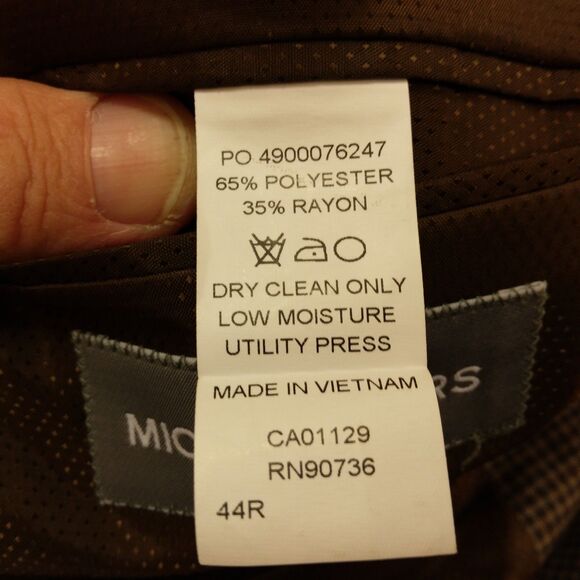 PO 4900076247
65% POLYESTER
35% RAYON
DRY CLEAN ONLY
LOW MOISTURE
UTILITY PRESS
MADE IN VIETNAM
CA01129
RN90736
44R